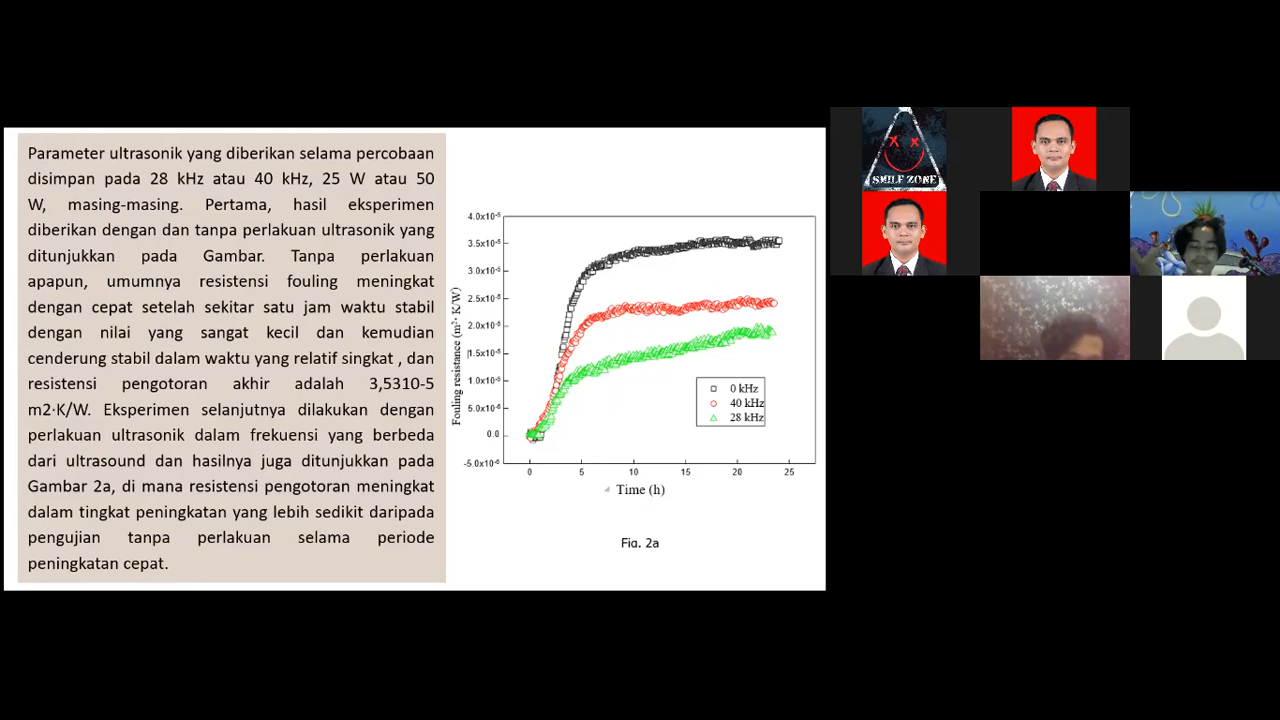 Parameter ultrasonik yang diberikan selama percobaan
disimpan pada 28 kHz atau 40 kHz, 25 W atau 50
W, masing-masing. Pertama, hasil eksperimen
diberikan dengan dan tanpa perlakuan ultrasonik yang
ditunjukkan pada Gambar. Tanpa perlakuan
apapun, umumnya resistensi fouling meningkat
dengan cepat setelah sekitar satu jam waktu stabil
dengan nilai yang sangat kecil dan kemudian
cenderung stabil dalam waktu yang relatif singkat , dan
resistensi pengotoran akhir adalah 3,5310-5
m2·K/W. Eksperimen selanjutnya dilakukan dengan
perlakuan ultrasonik dalam frekuensi yang berbeda
dari ultrasound dan hasilnya juga ditunjukkan pada
Gambar 2a, di mana resistensi pengotoran meningkat
dalam tingkat peningkatan yang lebih sedikit daripada
pengujian tanpa perlakuan selama periode
peningkatan cepat.
Fouling resistance (m²· K/W)
4.0x10⁻⁵
3.5x10⁻⁵
3.0x10⁻⁵
2.5x10⁻⁵
2.0x10⁻⁵
1.5x10⁻⁵
1.0x10⁻⁵
5.0x10⁻⁶
0.0
-5.0x10⁻⁶
0 kHz
40 kHz
28 kHz
0 5 10 15 20 25
Time (h)
Fig. 2a
SMILE ZONE